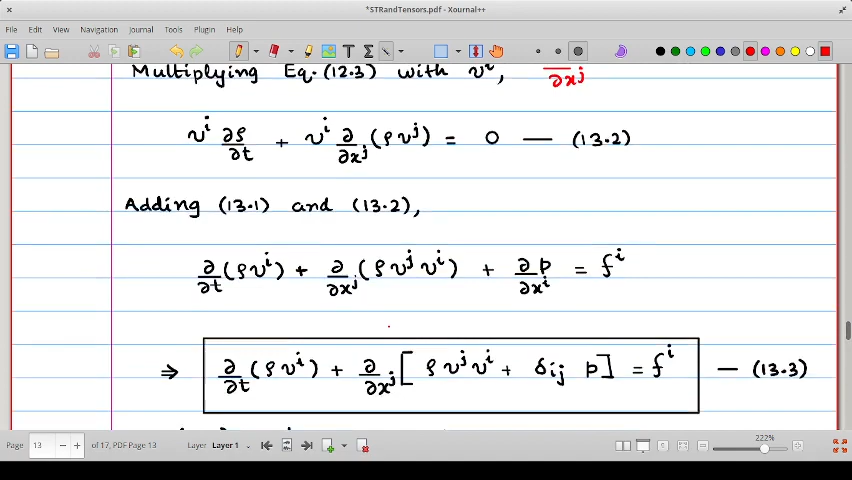 *STRandTensors.pdf - Xournal++
File Edit View Navigation Journal Tools Plugin Help
Multiplying Eq.(12.3) with vⁱ, ∂xʲ
vⁱ ∂ρ/∂t + vⁱ ∂/∂xʲ (ρvʲ) = 0 — (13.2)
Adding (13.1) and (13.2),
∂/∂t (ρvⁱ) + ∂/∂xʲ (ρvʲvⁱ) + ∂p/∂xⁱ = fⁱ
⇒ ∂/∂t (ρvⁱ) + ∂/∂xʲ [ρvʲvⁱ + δij p] = fⁱ — (13.3)
Page 13 of 17, PDF Page 13 Layer Layer 1 222%